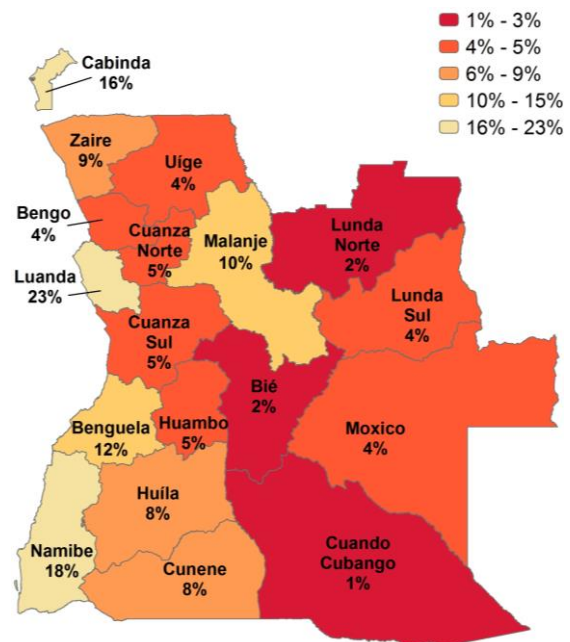 1% - 3%
4% - 5%
6% - 9%
10% - 15%
16% - 23%
Cabinda
16%
Zaire
9%
Uíge
4%
Bengo
4%
Cuanza
Norte
5%
Malanje
10%
Lunda
Norte
2%
Luanda
23%
Lunda
Sul
4%
Cuanza
Sul
5%
Bié
2%
Benguela
12%
Huambo
5%
Moxico
4%
Huíla
8%
Namibe
18%
Cunene
8%
Cuando
Cubango
1%